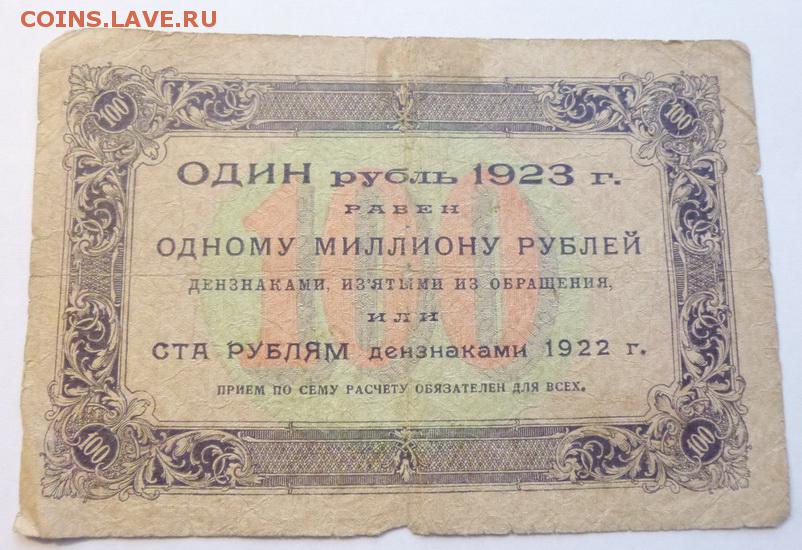 COINS.LAVE.RU
100 100
ОДИН рубль 1923 г.
РАВЕН
ОДНОМУ МИЛЛИОНУ РУБЛЕЙ
ДЕНЗНАКАМИ, ИЗ'ЯТЫМИ ИЗ ОБРАЩЕНИЯ,
ИЛИ
100
СТА РУБЛЯМ дензнаками 1922 г.
ПРИЕМ ПО СЕМУ РАСЧЕТУ ОБЯЗАТЕЛЕН ДЛЯ ВСЕХ.
100 100